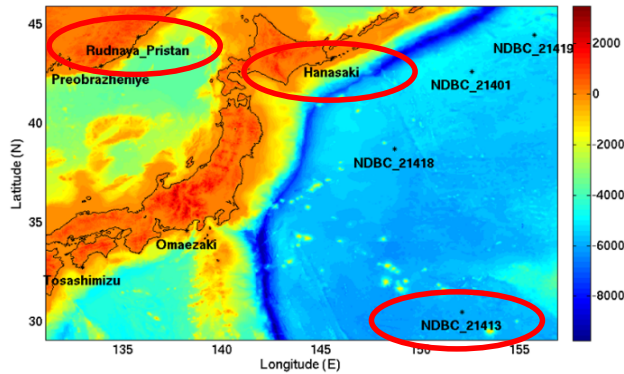 45
40
35
30
Latitude (N)
Rudnaya_Pristan
Preobrazheniye
Hanasaki
NDBC_21419
NDBC_21401
NDBC_21418
Omaezaki
Tosashimizu
NDBC_21413
135
140
145
150
155
Longitude (E)
2000
0
-2000
-4000
-6000
-8000